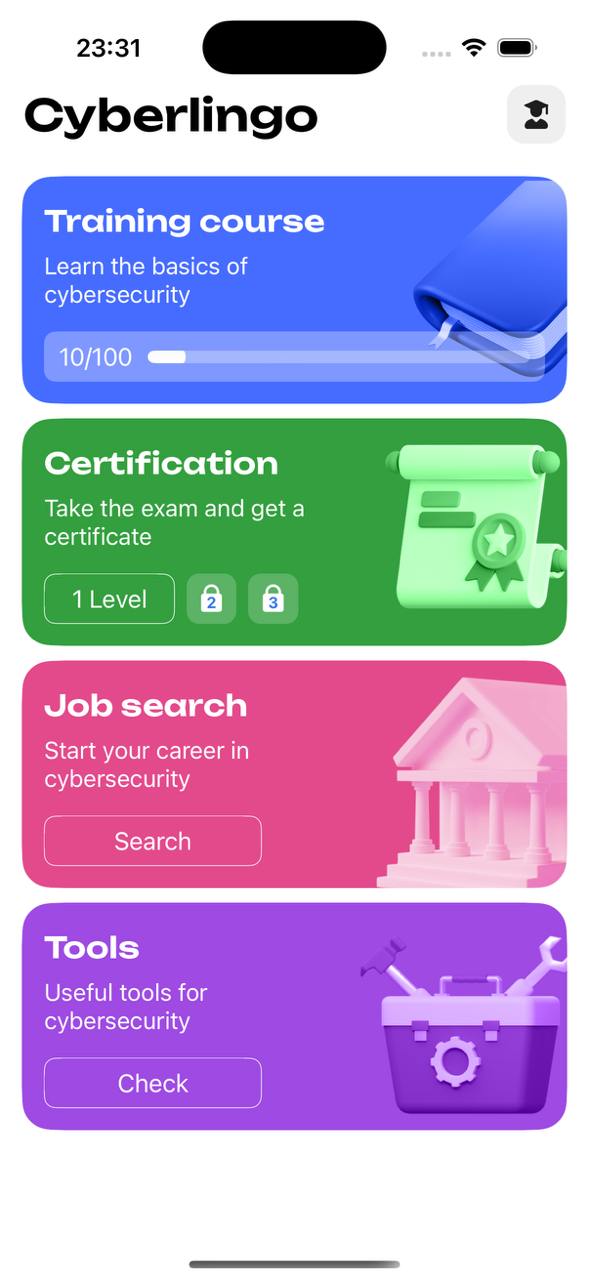 23:31
Cyberlingo
Training course
Learn the basics of
cybersecurity
10/100
Certification
Take the exam and get a
certificate
1 Level
2
3
Job search
Start your career in
cybersecurity
Search
Tools
Useful tools for
cybersecurity
Check